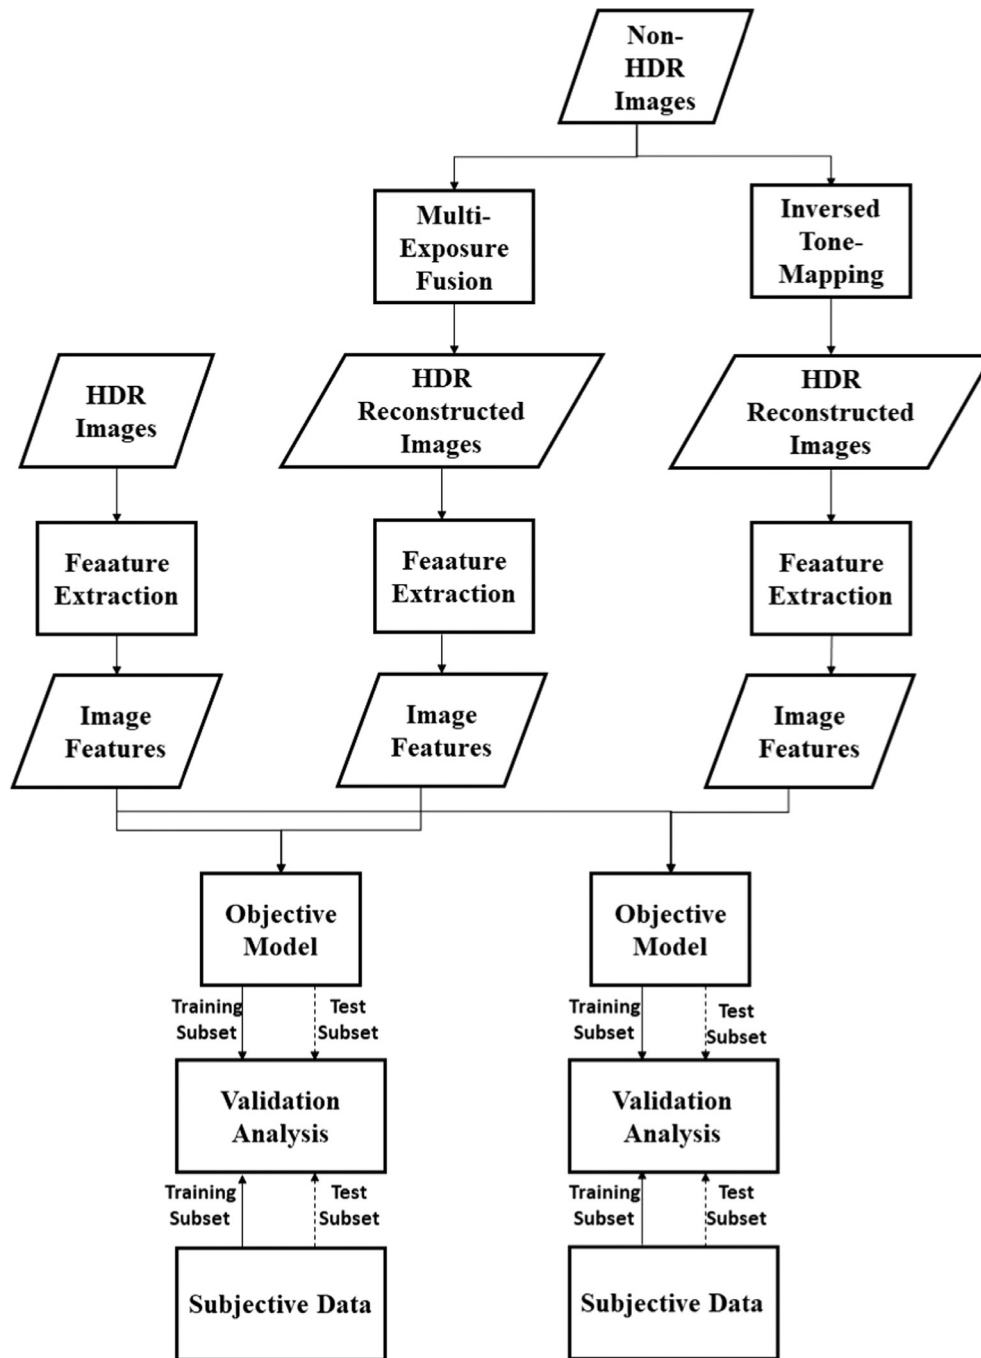 Non-
HDR
Images
Multi-
Exposure
Fusion
Inversed
Tone-
Mapping
HDR
Images
HDR
Reconstructed
Images
HDR
Reconstructed
Images
Feaature
Extraction
Feaature
Extraction
Feaature
Extraction
Image
Features
Image
Features
Image
Features
Objective
Model
Objective
Model
Training
Subset
Test
Subset
Training
Subset
Test
Subset
Validation
Analysis
Validation
Analysis
Training
Subset
Test
Subset
Training
Subset
Test
Subset
Subjective Data
Subjective Data